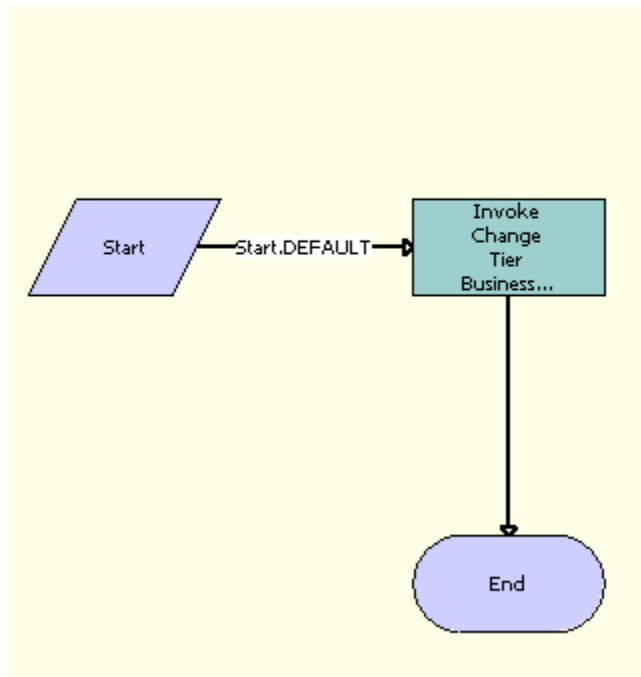 Start
Start.DEFAULT
Invoke
Change
Tier
Business...
End